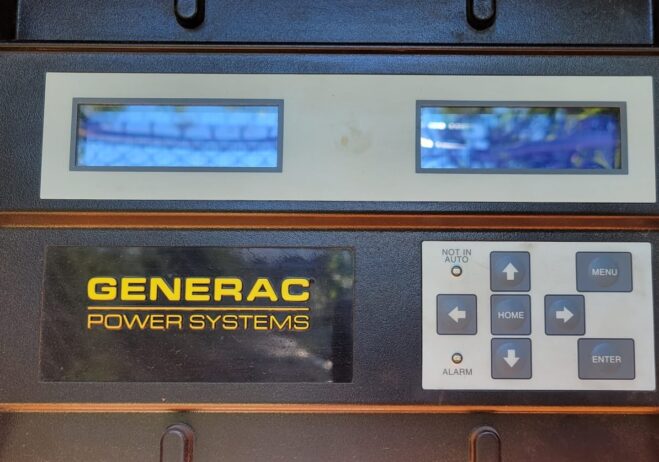 GENERAC
POWER SYSTEMS
NOT IN
AUTO
MENU
HOME
ENTER
ALARM